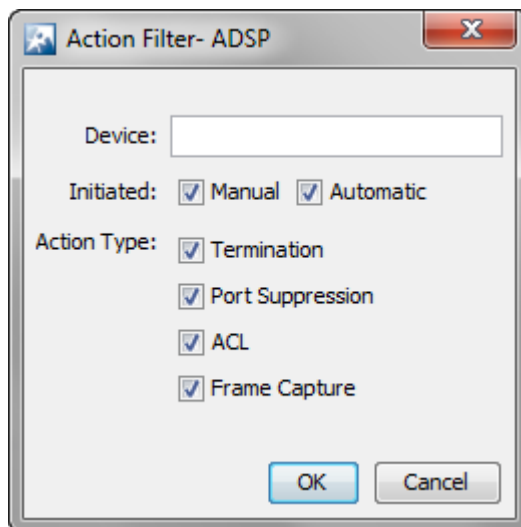 Action Filter- ADSP
Device:
Initiated: Manual Automatic
Action Type: Termination
Port Suppression
ACL
Frame Capture
OK Cancel